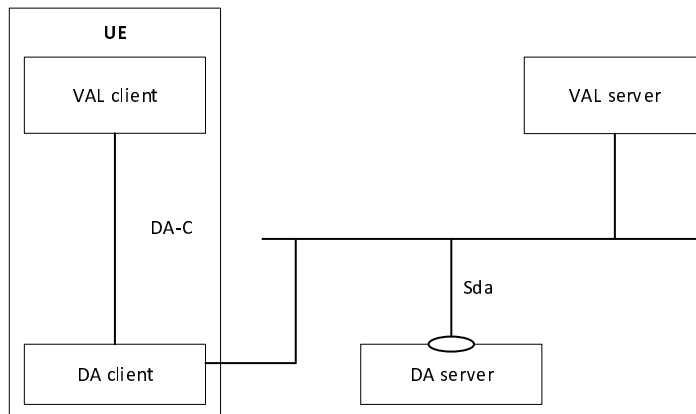 UE
VAL client
VAL server
DA-C
Sda
DA client
DA server